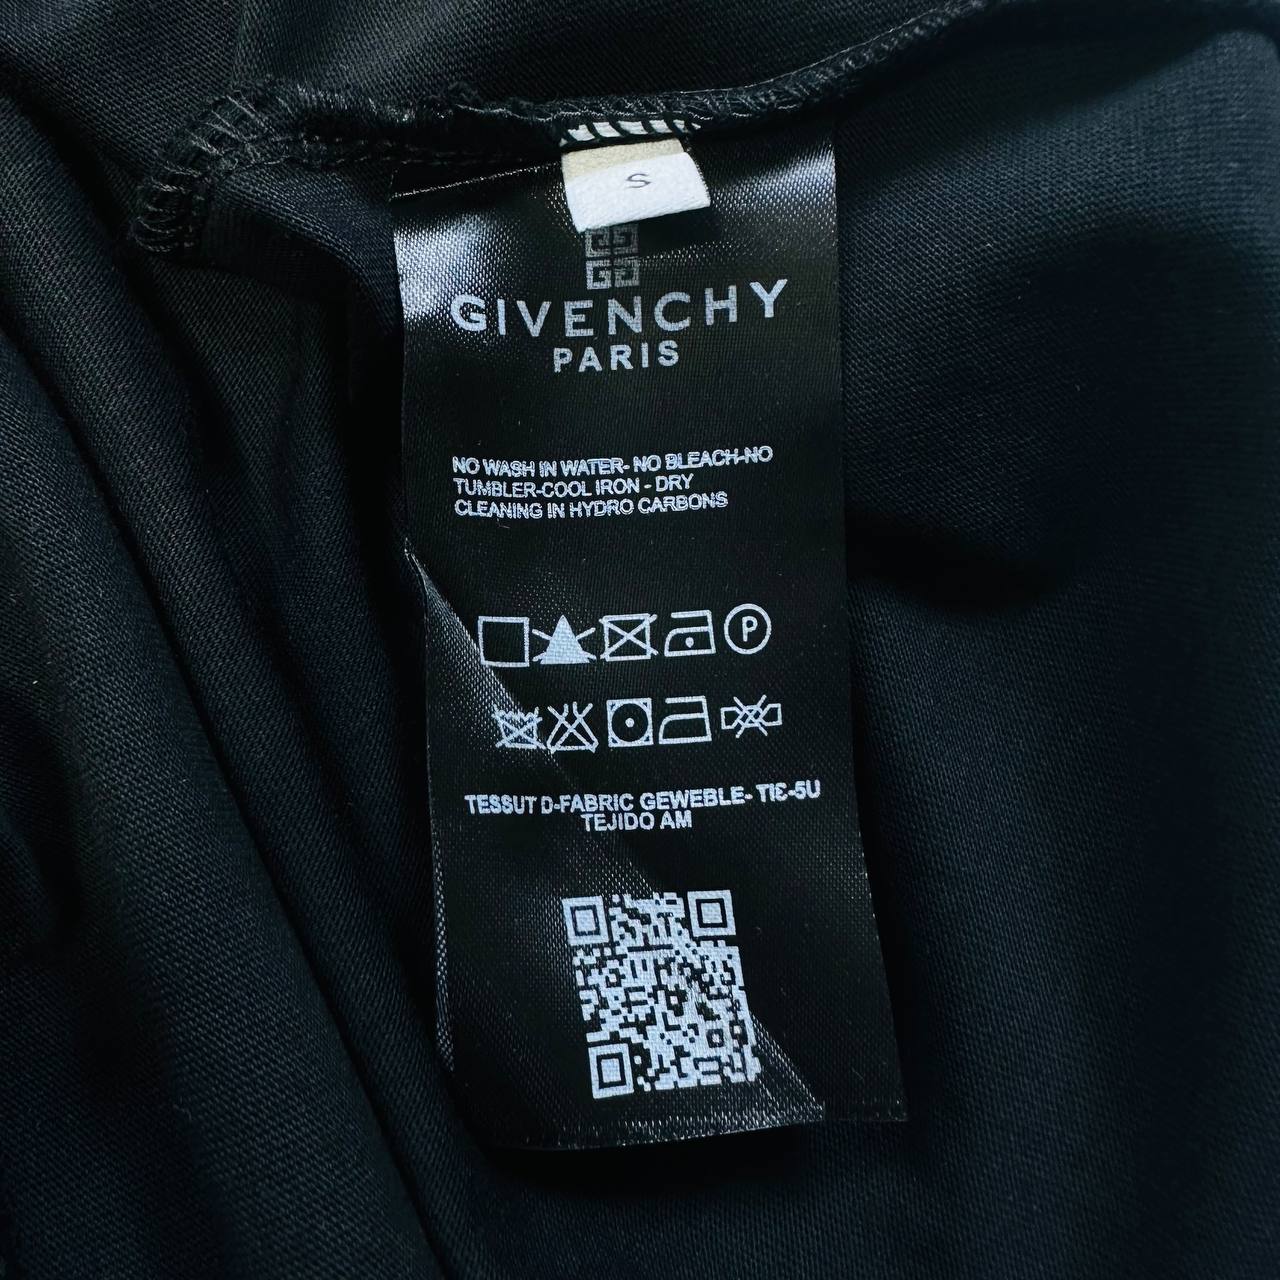 S
GIVENCHY
PARIS
NO WASH IN WATER- NO BLEACH-NO
TUMBLER-COOL IRON - DRY
CLEANING IN HYDRO CARBONS
P
TESSUT D-FABRIC GEWEBLE- TIԐ-5U
TEJIDO AM